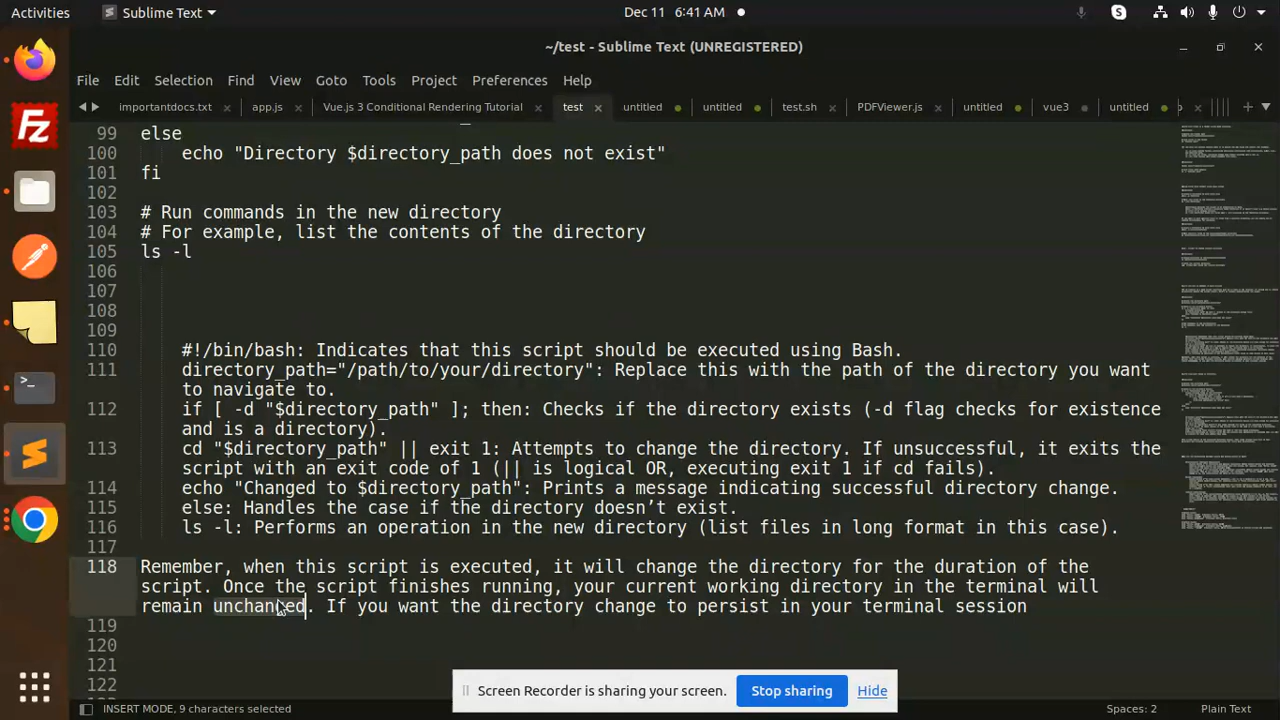 Activities
Sublime Text
Dec 11 6:41 AM
~/test - Sublime Text (UNREGISTERED)
File Edit Selection Find View Goto Tools Project Preferences Help
importantdocs.txt app.js Vue.js 3 Conditional Rendering Tutorial test untitled untitled test.sh PDFViewer.js untitled vue3 untitled
99 else
100 echo "Directory $directory_path does not exist"
101 fi
102
103 # Run commands in the new directory
104 # For example, list the contents of the directory
105 ls -l
106
107
108
109
110 #!/bin/bash: Indicates that this script should be executed using Bash.
111 directory_path="/path/to/your/directory": Replace this with the path of the directory you want
to navigate to.
112 if [ -d "$directory_path" ]; then: Checks if the directory exists (-d flag checks for existence
and is a directory).
113 cd "$directory_path" || exit 1: Attempts to change the directory. If unsuccessful, it exits the
script with an exit code of 1 (|| is logical OR, executing exit 1 if cd fails).
114 echo "Changed to $directory_path": Prints a message indicating successful directory change.
115 else: Handles the case if the directory doesn’t exist.
116 ls -l: Performs an operation in the new directory (list files in long format in this case).
117
118 Remember, when this script is executed, it will change the directory for the duration of the
script. Once the script finishes running, your current working directory in the terminal will
remain unchanged. If you want the directory change to persist in your terminal session
119
120
121
122
Screen Recorder is sharing your screen. Stop sharing Hide
INSERT MODE, 9 characters selected
Spaces: 2
Plain Text